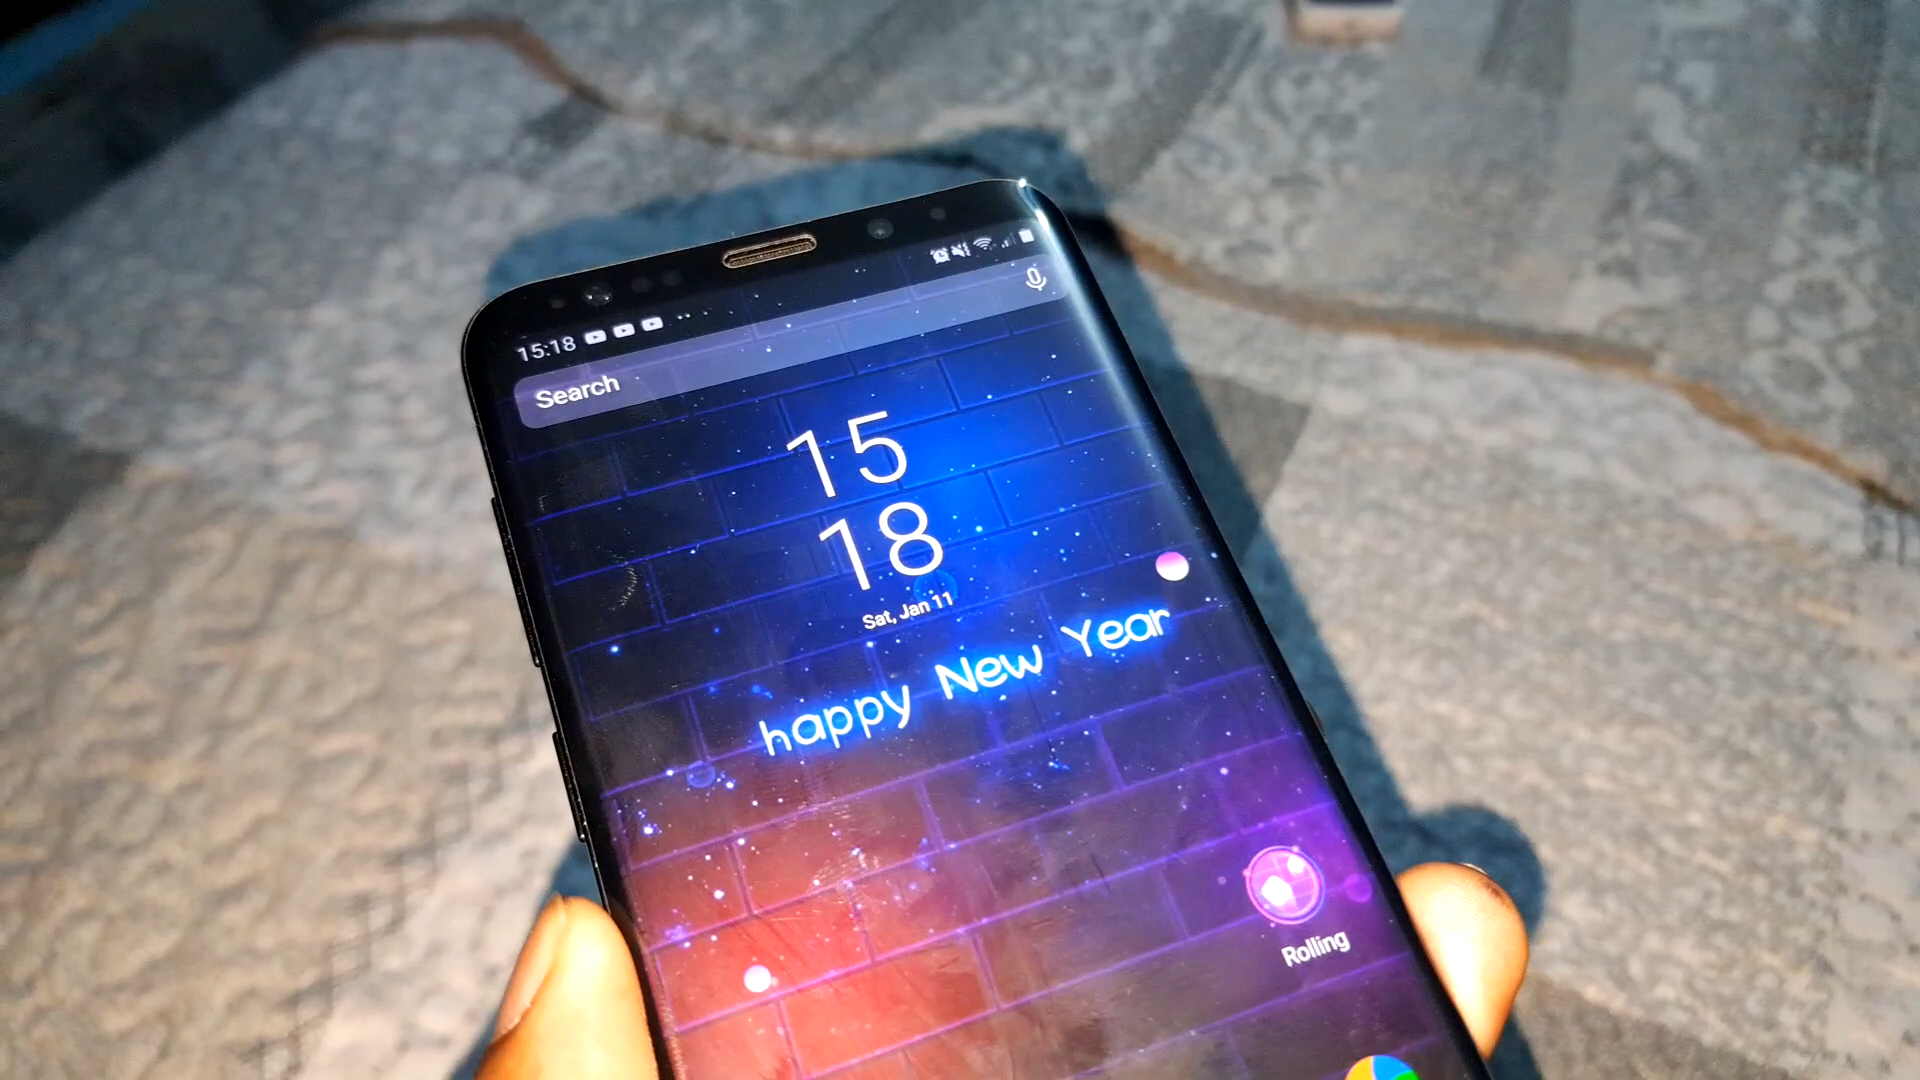 15:18
Search
15
18
Sat, Jan 11
happy New Year
Rolling